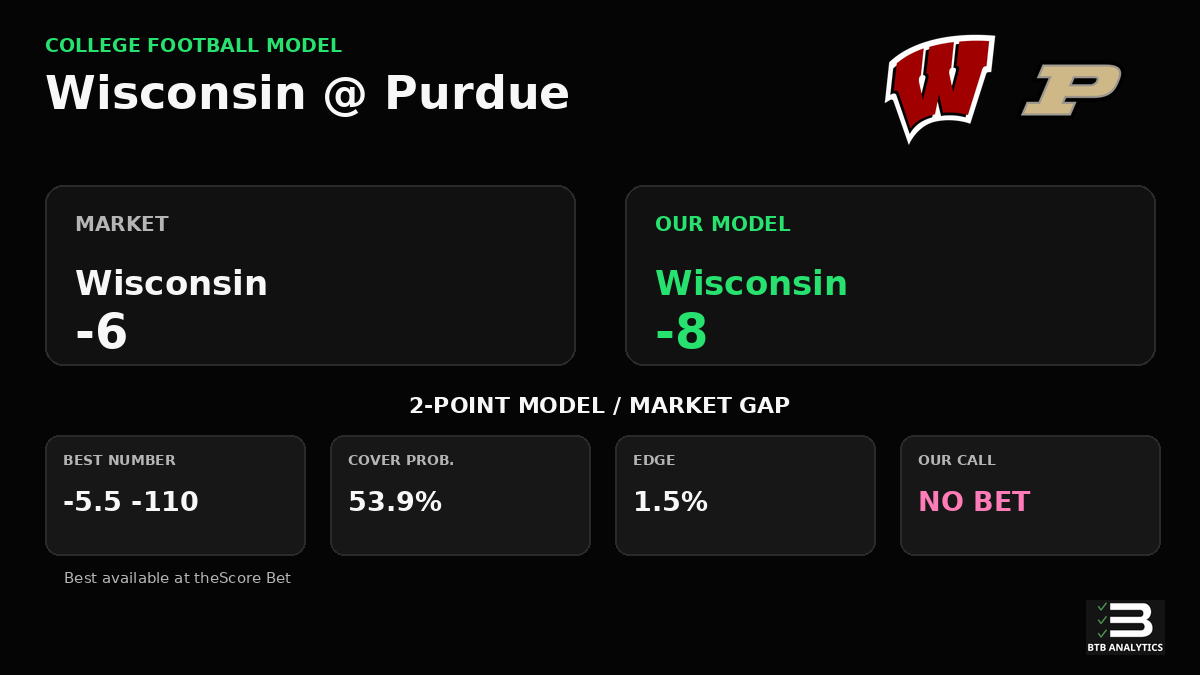 COLLEGE FOOTBALL MODEL
Wisconsin @ Purdue
W P
MARKET
Wisconsin
-6
OUR MODEL
Wisconsin
-8
2-POINT MODEL / MARKET GAP
BEST NUMBER
-5.5 -110
COVER PROB.
53.9%
EDGE
1.5%
OUR CALL
NO BET
Best available at theScore Bet
B
BTB ANALYTICS